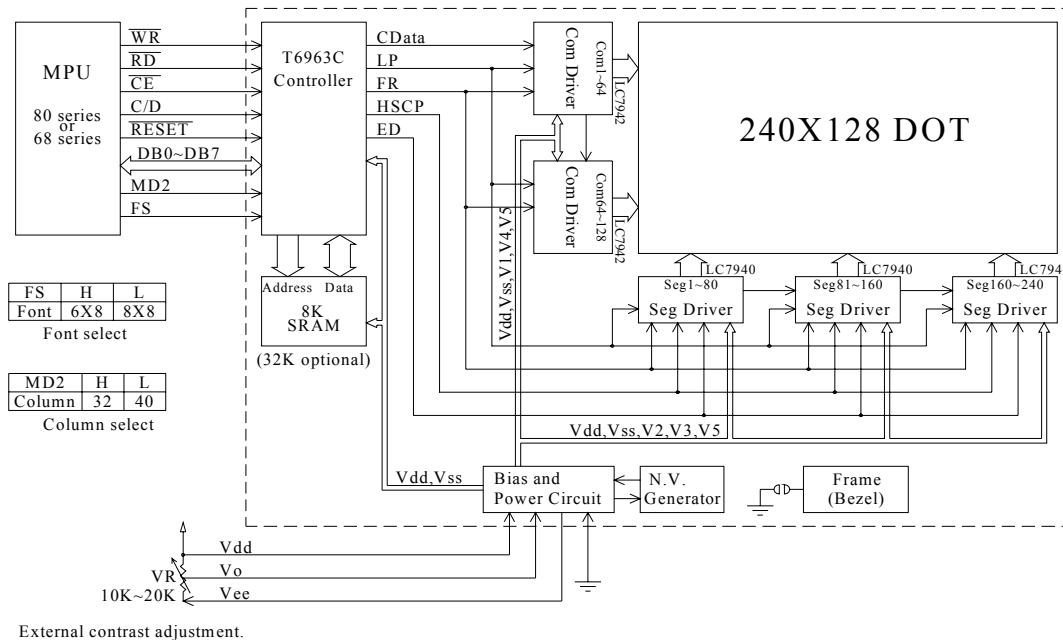 MPU
80 series
or
68 series
WR
RD
CE
C/D
RESET
DB0~DB7
MD2
FS
T6963C
Controller
CData
LP
FR
HSCP
ED
Com Driver
Com1~64
LC7942
Com Driver
Com64~128
LC7942
240X128 DOT
Address Data
8K
SRAM
(32K optional)
Vdd,Vss,V1,V4,V5
LC7940
Seg1~80
Seg Driver
LC7940
Seg81~160
Seg Driver
LC794
Seg160~240
Seg Driver
FS H L
Font 6X8 8X8
Font select
MD2 H L
Column 32 40
Column select
Vdd,Vss,V2,V3,V5
Vdd,Vss
Bias and
Power Circuit
N.V.
Generator
Frame
(Bezel)
Vdd
VR
Vo
10K~20K
Vee
External contrast adjustment.